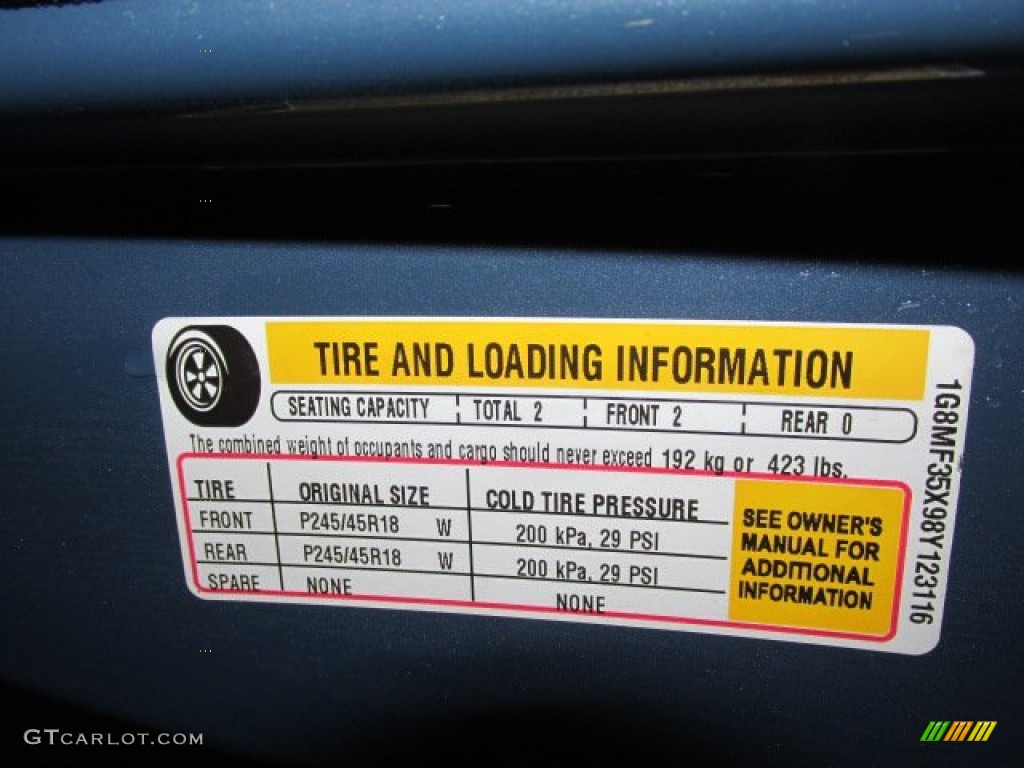 TIRE AND LOADING INFORMATION
SEATING CAPACITY TOTAL 2 FRONT 2 REAR 0
The combined weight of occupants and cargo should never exceed 192 kg or 423 lbs.
TIRE ORIGINAL SIZE COLD TIRE PRESSURE
FRONT P245/45R18 W 200 kPa, 29 PSI
REAR P245/45R18 W 200 kPa, 29 PSI
SPARE NONE NONE
SEE OWNER'S
MANUAL FOR
ADDITIONAL
INFORMATION
1G8MF35X98Y123116
GTCARLOT.COM